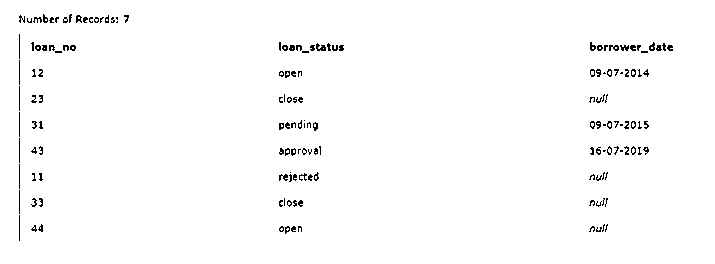 Number of Records: 7
loan_no loan_status borrower_date
12 open 09-07-2014
23 close null
31 pending 09-07-2015
43 approval 16-07-2019
11 rejected null
33 close null
44 open null